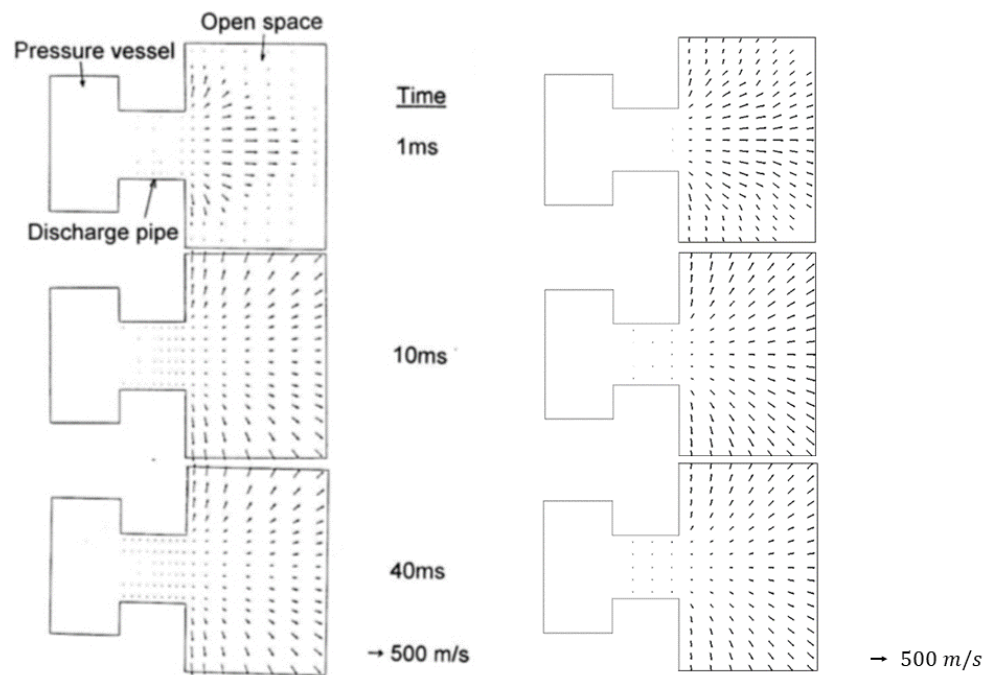 Open space
Pressure vessel
Time
1ms
Discharge pipe
10ms
40ms
→ 500 m/s
→ 500 m/s